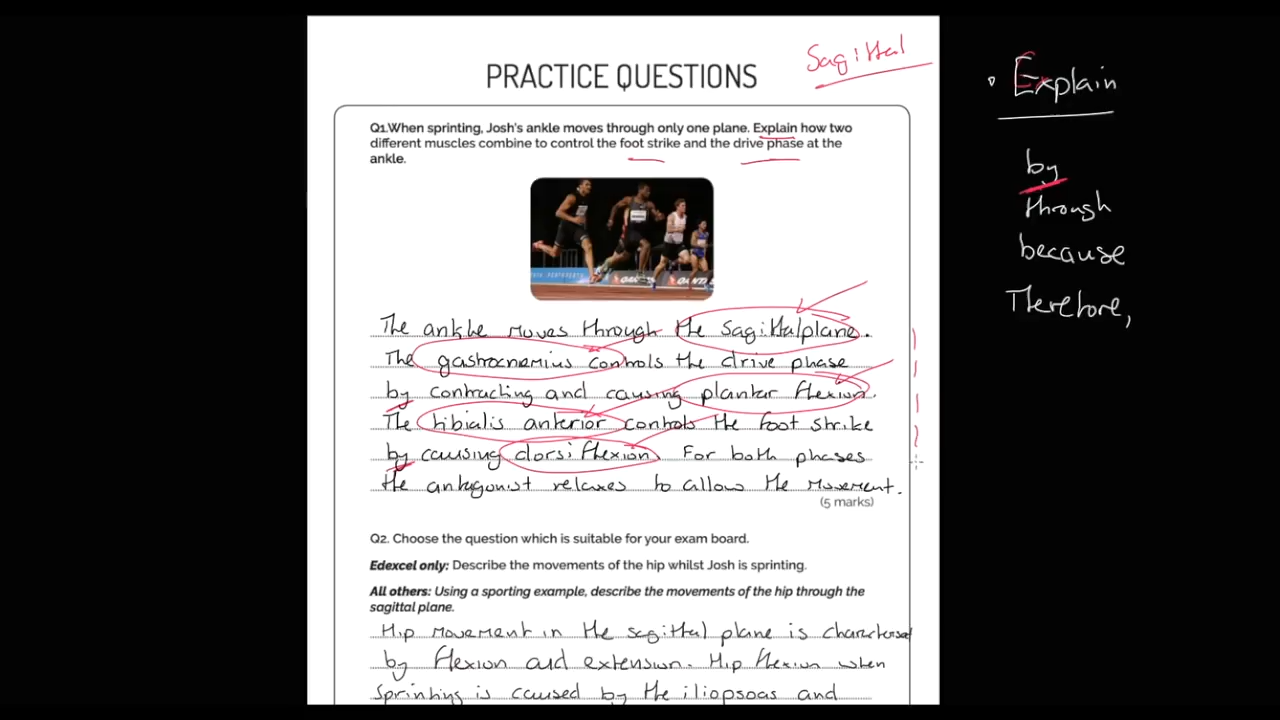 Sagittal
PRACTICE QUESTIONS
Q1.When sprinting, Josh's ankle moves through only one plane. Explain how two
different muscles combine to control the foot strike and the drive phase at the
ankle.
The ankle moves through the sagittal plane.
The gastrocnemius controls the drive phase
by contracting and causing plantar flexion.
The tibialis anterior controls the foot strike
by causing dorsi flexion. For both phases
the antagonist relaxes to allow the movement.
(5 marks)
Q2. Choose the question which is suitable for your exam board.
Edexcel only: Describe the movements of the hip whilst Josh is sprinting.
All others: Using a sporting example, describe the movements of the hip through the
sagittal plane.
Hip movement in the sagittal plane is
by flexion and extension. Hip flexion when
sprinting is caused by the iliopsoas and
• Explain
by
through
because
Therefore,